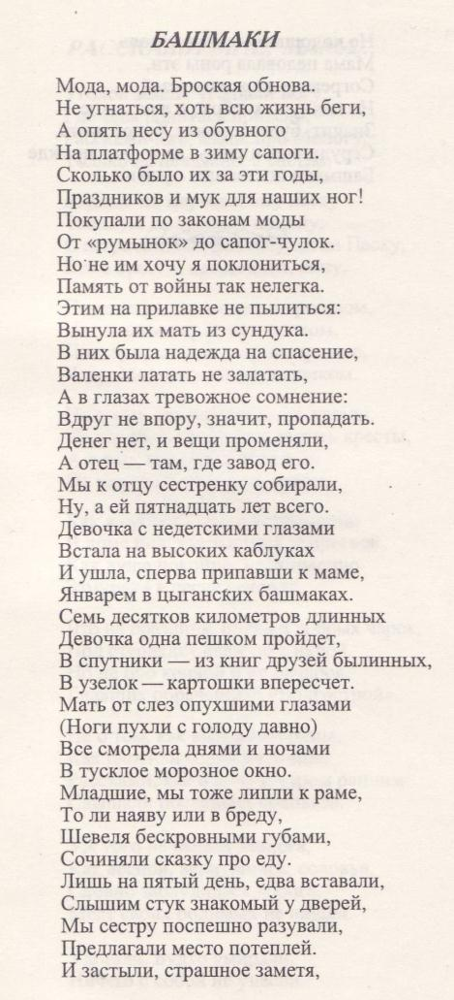 БАШМАКИ
Мода, мода. Броская обнова.
Не угнаться, хоть всю жизнь беги,
А опять несу из обувного
На платформе в зиму сапоги.
Сколько было их за эти годы,
Праздников и мук для наших ног!
Покупали по законам моды
От «румынок» до сапог-чулок.
Но не им хочу я поклониться,
Память от войны так нелегка.
Этим на прилавке не пылиться:
Вынула их мать из сундука.
В них была надежда на спасение,
Валенки латать не залатать,
А в глазах тревожное сомнение:
Вдруг не впору, значит, пропадать.
Денег нет, и вещи променяли,
А отец — там, где завод его.
Мы к отцу сестренку собирали,
Ну, а ей пятнадцать лет всего.
Девочка с недетскими глазами
Встала на высоких каблуках
И ушла, сперва припавши к маме,
Январем в цыганских башмаках.
Семь десятков километров длинных
Девочка одна пешком пройдет,
В спутники — из книг друзей былинных,
В узелок — картошки впересчет.
Мать от слез опухшими глазами
(Ноги пухли с голоду давно)
Все смотрела днями и ночами
В тусклое морозное окно.
Младшие, мы тоже липли к раме,
То ли наяву или в бреду,
Шевеля бескровными губами,
Сочиняли сказку про еду.
Лишь на пятый день, едва вставали,
Слышим стук знакомый у дверей,
Мы сестру поспешно разували,
Предлагали место потеплей.
И застыли, страшное заметя,